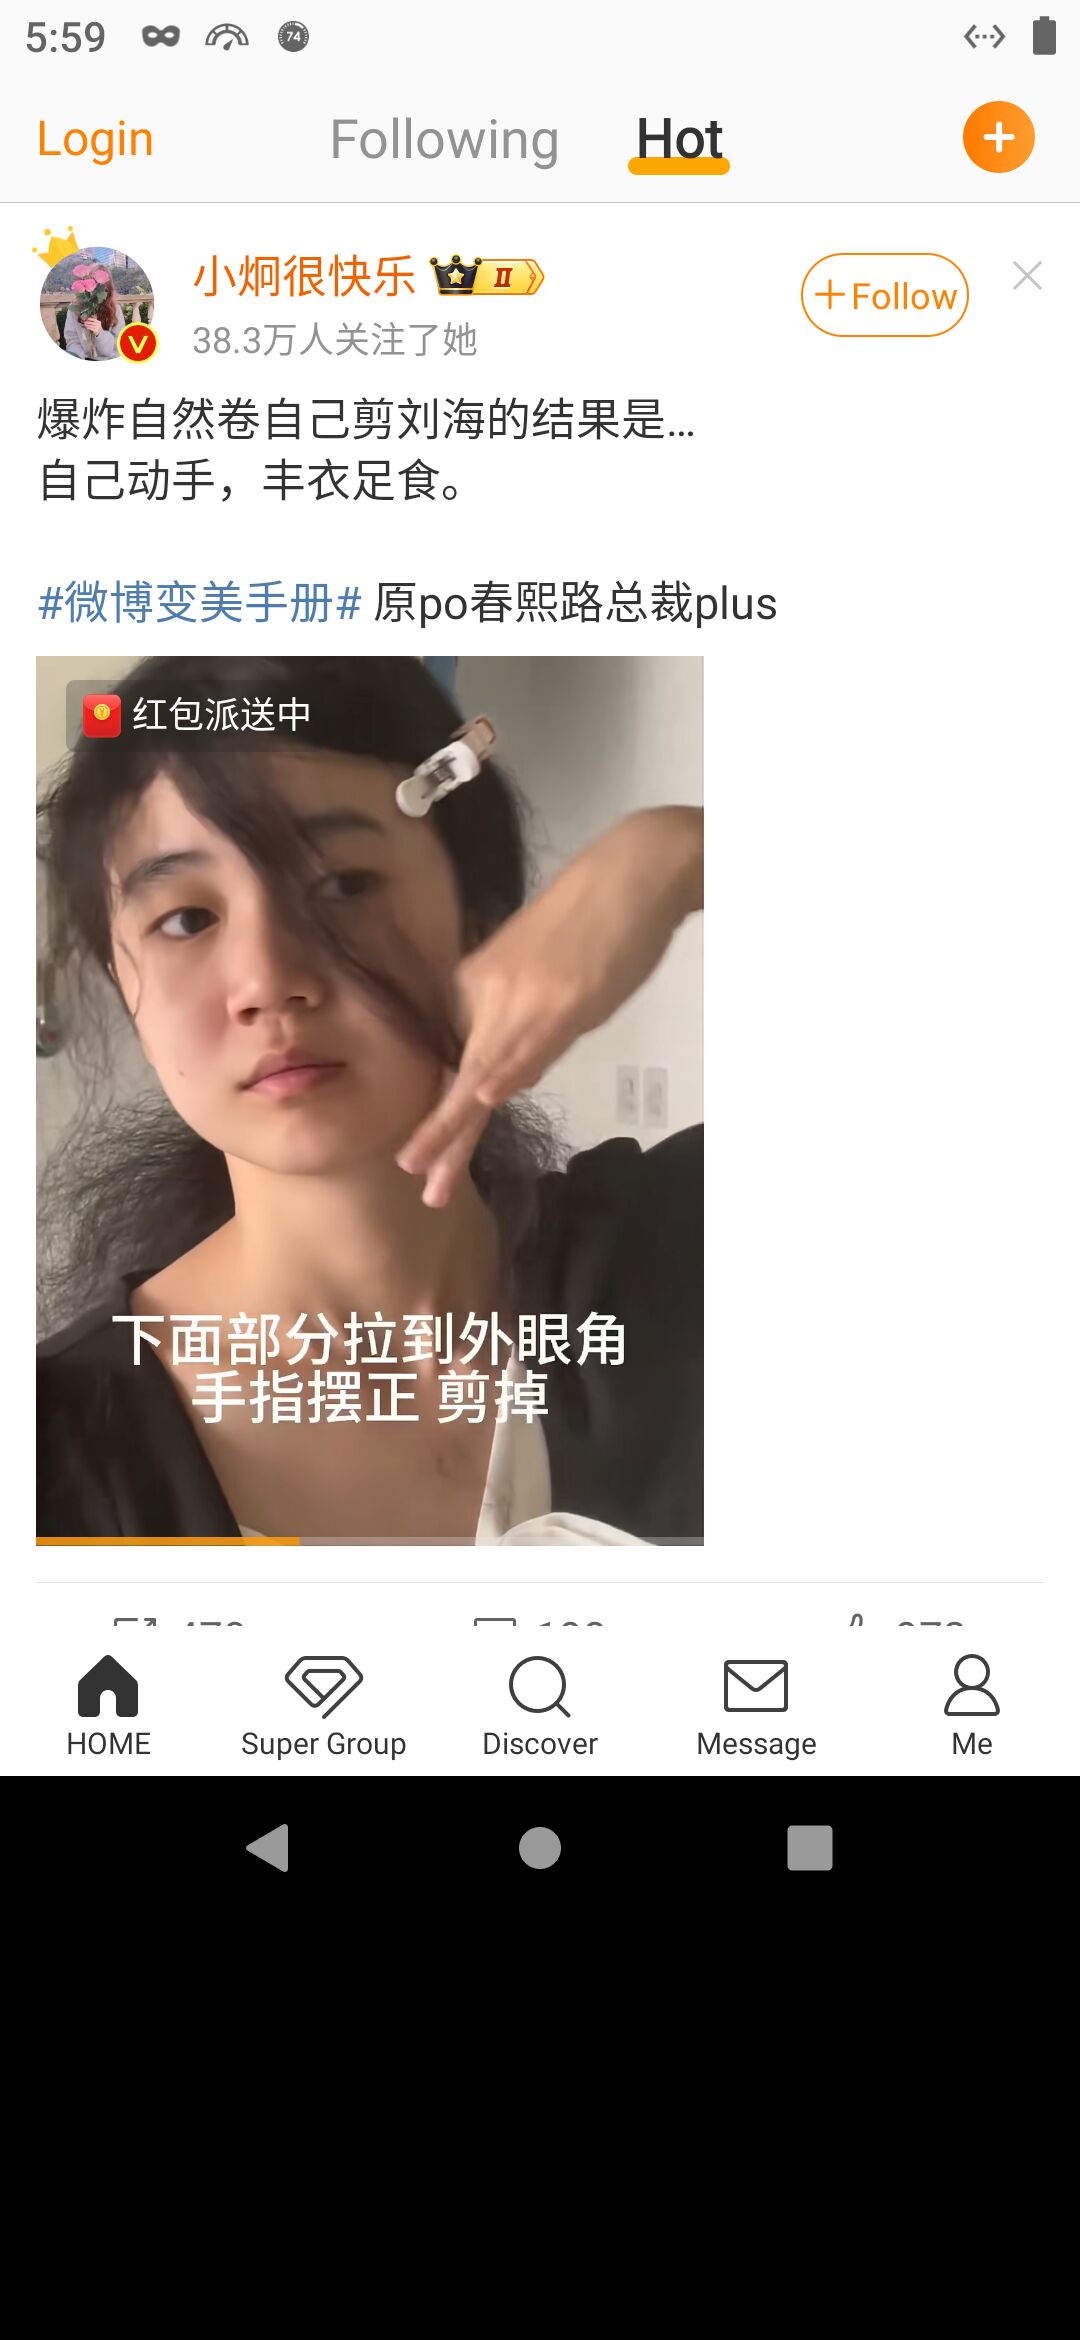 5:59
74
Login
Following
Hot
小炯很快乐
II
+Follow
V
38.3万人关注了她
爆炸自然卷自己剪刘海的结果是...
自己动手，丰衣足食。
#微博变美手册# 原po春熙路总裁plus
红包派送中
下面部分拉到外眼角
手指摆正 剪掉
HOME
Super Group
Discover
Message
Me